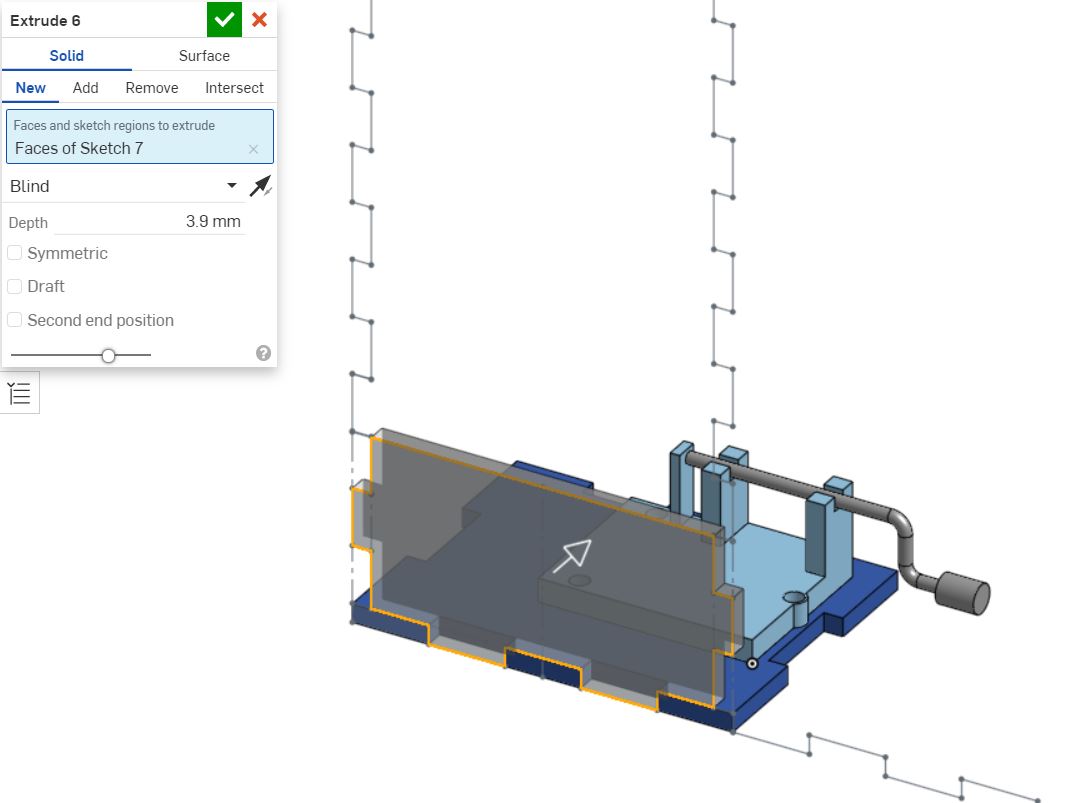 Extrude 6
Solid Surface
New Add Remove Intersect
Faces and sketch regions to extrude
Faces of Sketch 7
Blind
Depth 3.9 mm
Symmetric
Draft
Second end position
?